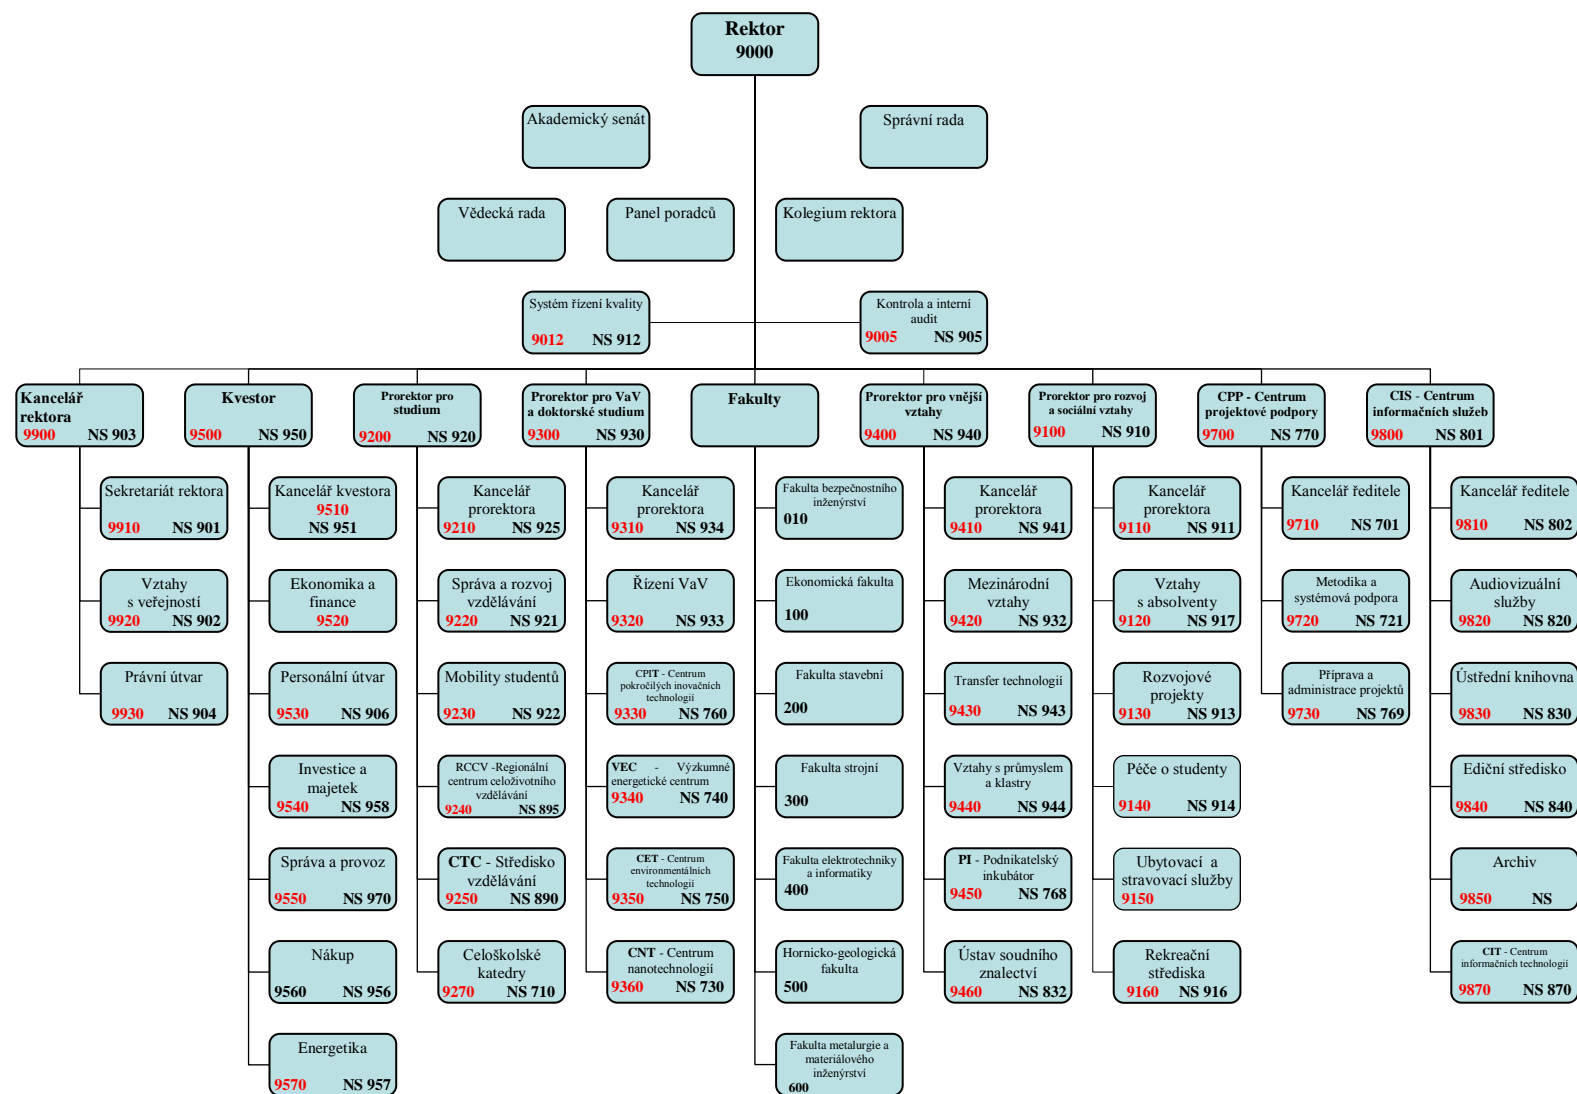 Rektor
9000
Akademický senát
Správní rada
Vědecká rada
Panel poradců
Kolegium rektora
Systém řízení kvality
9012 NS 912
Kontrola a interní
audit
9005 NS 905
Kancelář
rektora
9900 NS 903
Kvestor
9500 NS 950
Prorektor pro
studium
9200 NS 920
Prorektor pro VaV
a doktorské studium
9300 NS 930
Fakulty
Prorektor pro vnější
vztahy
9400 NS 940
Prorektor pro rozvoj
a sociální vztahy
9100 NS 910
CPP - Centrum
projektové podpory
9700 NS 770
CIS - Centrum
informačních služeb
9800 NS 801
Sekretariát rektora
9910 NS 901
Vztahy
s veřejností
9920 NS 902
Právní útvar
9930 NS 904
Kancelář kvestora
9510
NS 951
Ekonomika a
finance
9520
Personální útvar
9530 NS 906
Investice a
majetek
9540 NS 958
Správa a provoz
9550 NS 970
Nákup
9560 NS 956
Energetika
9570 NS 957
Kancelář
prorektora
9210 NS 925
Správa a rozvoj
vzdělávání
9220 NS 921
Mobility studentů
9230 NS 922
RCCV -Regionální
centrum celoživotního
vzdělávání
9240 NS 895
CTC - Středisko
vzdělávání
9250 NS 890
Celoškolské
katedry
9270 NS 710
Kancelář
prorektora
9310 NS 934
Řízení VaV
9320 NS 933
CPIT - Centrum
pokročilých inovačních
technologií
9330 NS 760
VEC - Výzkumné
energetické centrum
9340 NS 740
CET - Centrum
environmentálních
technologií
9350 NS 750
CNT - Centrum
nanotechnologií
9360 NS 730
Fakulta bezpečnostního
inženýrství
010
Ekonomická fakulta
100
Fakulta stavební
200
Fakulta strojní
300
Fakulta elektrotechniky
a informatiky
400
Hornicko-geologická
fakulta
500
Fakulta metalurgie a
materiálového
inženýrství
600
Kancelář
prorektora
9410 NS 941
Mezinárodní
vztahy
9420 NS 932
Transfer technologií
9430 NS 943
Vztahy s průmyslem
a klastry
9440 NS 944
PI - Podnikatelský
inkubátor
9450 NS 768
Ústav soudního
znalectví
9460 NS 832
Kancelář
prorektora
9110 NS 911
Vztahy
s absolventy
9120 NS 917
Rozvojové
projekty
9130 NS 913
Péče o studenty
9140 NS 914
Ubytovací a
stravovací služby
9150
Rekreační
střediska
9160 NS 916
Kancelář ředitele
9710 NS 701
Metodika a
systémová podpora
9720 NS 721
Příprava a
administrace projektů
9730 NS 769
Kancelář ředitele
9810 NS 802
Audiovizuální
služby
9820 NS 820
Ústřední knihovna
9830 NS 830
Ediční středisko
9840 NS 840
Archiv
9850 NS
CIT - Centrum
informačních technologií
9870 NS 870